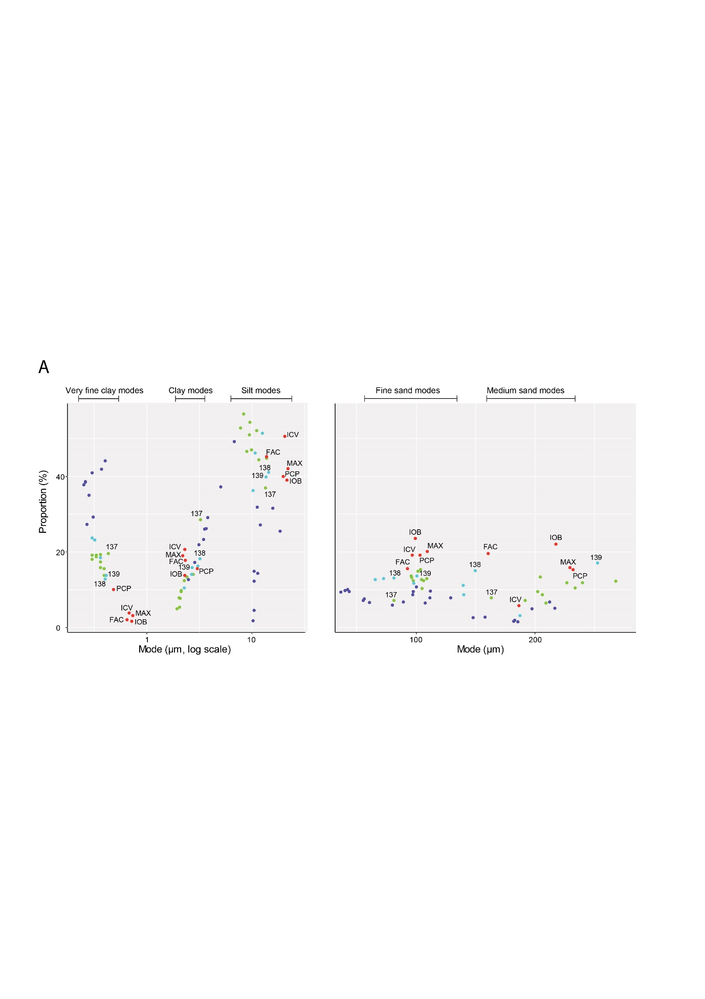 A
Very fine clay modes Clay modes Silt modes Fine sand modes Medium sand modes
ICV
FAC
MAX
138
PCP
139
IOB
40
137
137
IOB
IOB
ICV
MAX
FAC
137
ICV
20
MAX
138
PCP
139
FAC
FAC
138
MAX
139
138
139
PCP
IOB
PCP
139
138
PCP
137
137
ICV
ICV
MAX
FAC
IOB
0
Proportion (%)
1 10 100 200
Mode (µm, log scale) Mode (µm)